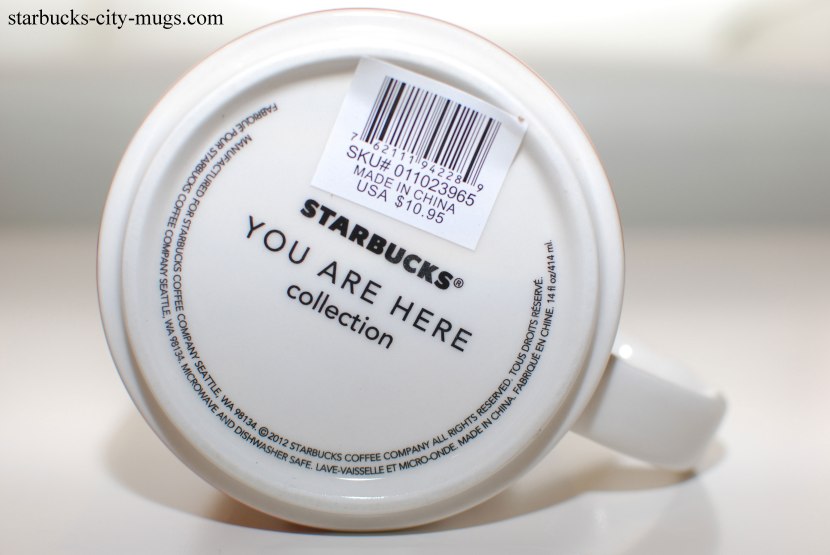 starbucks-city-mugs.com
7 62111 94228 9
SKU# 011023965
MADE IN CHINA
USA $10.95
STARBUCKS®
YOU ARE HERE
collection
MANUFACTURED FOR STARBUCKS COFFEE COMPANY SEATTLE, WA 98134. ©2012 STARBUCKS COFFEE COMPANY ALL RIGHTS RESERVED. TOUS DROITS RÉSERVÉ.
FABRIQUÉ POUR STARBUCKS COFFEE COMPANY SEATTLE, WA 98134. MICROWAVE AND DISHWASHER SAFE. LAVE-VAISSELLE ET MICRO-ONDE. MADE IN CHINA. FABRIQUÉ EN CHINE. 14 fl oz/414 ml.